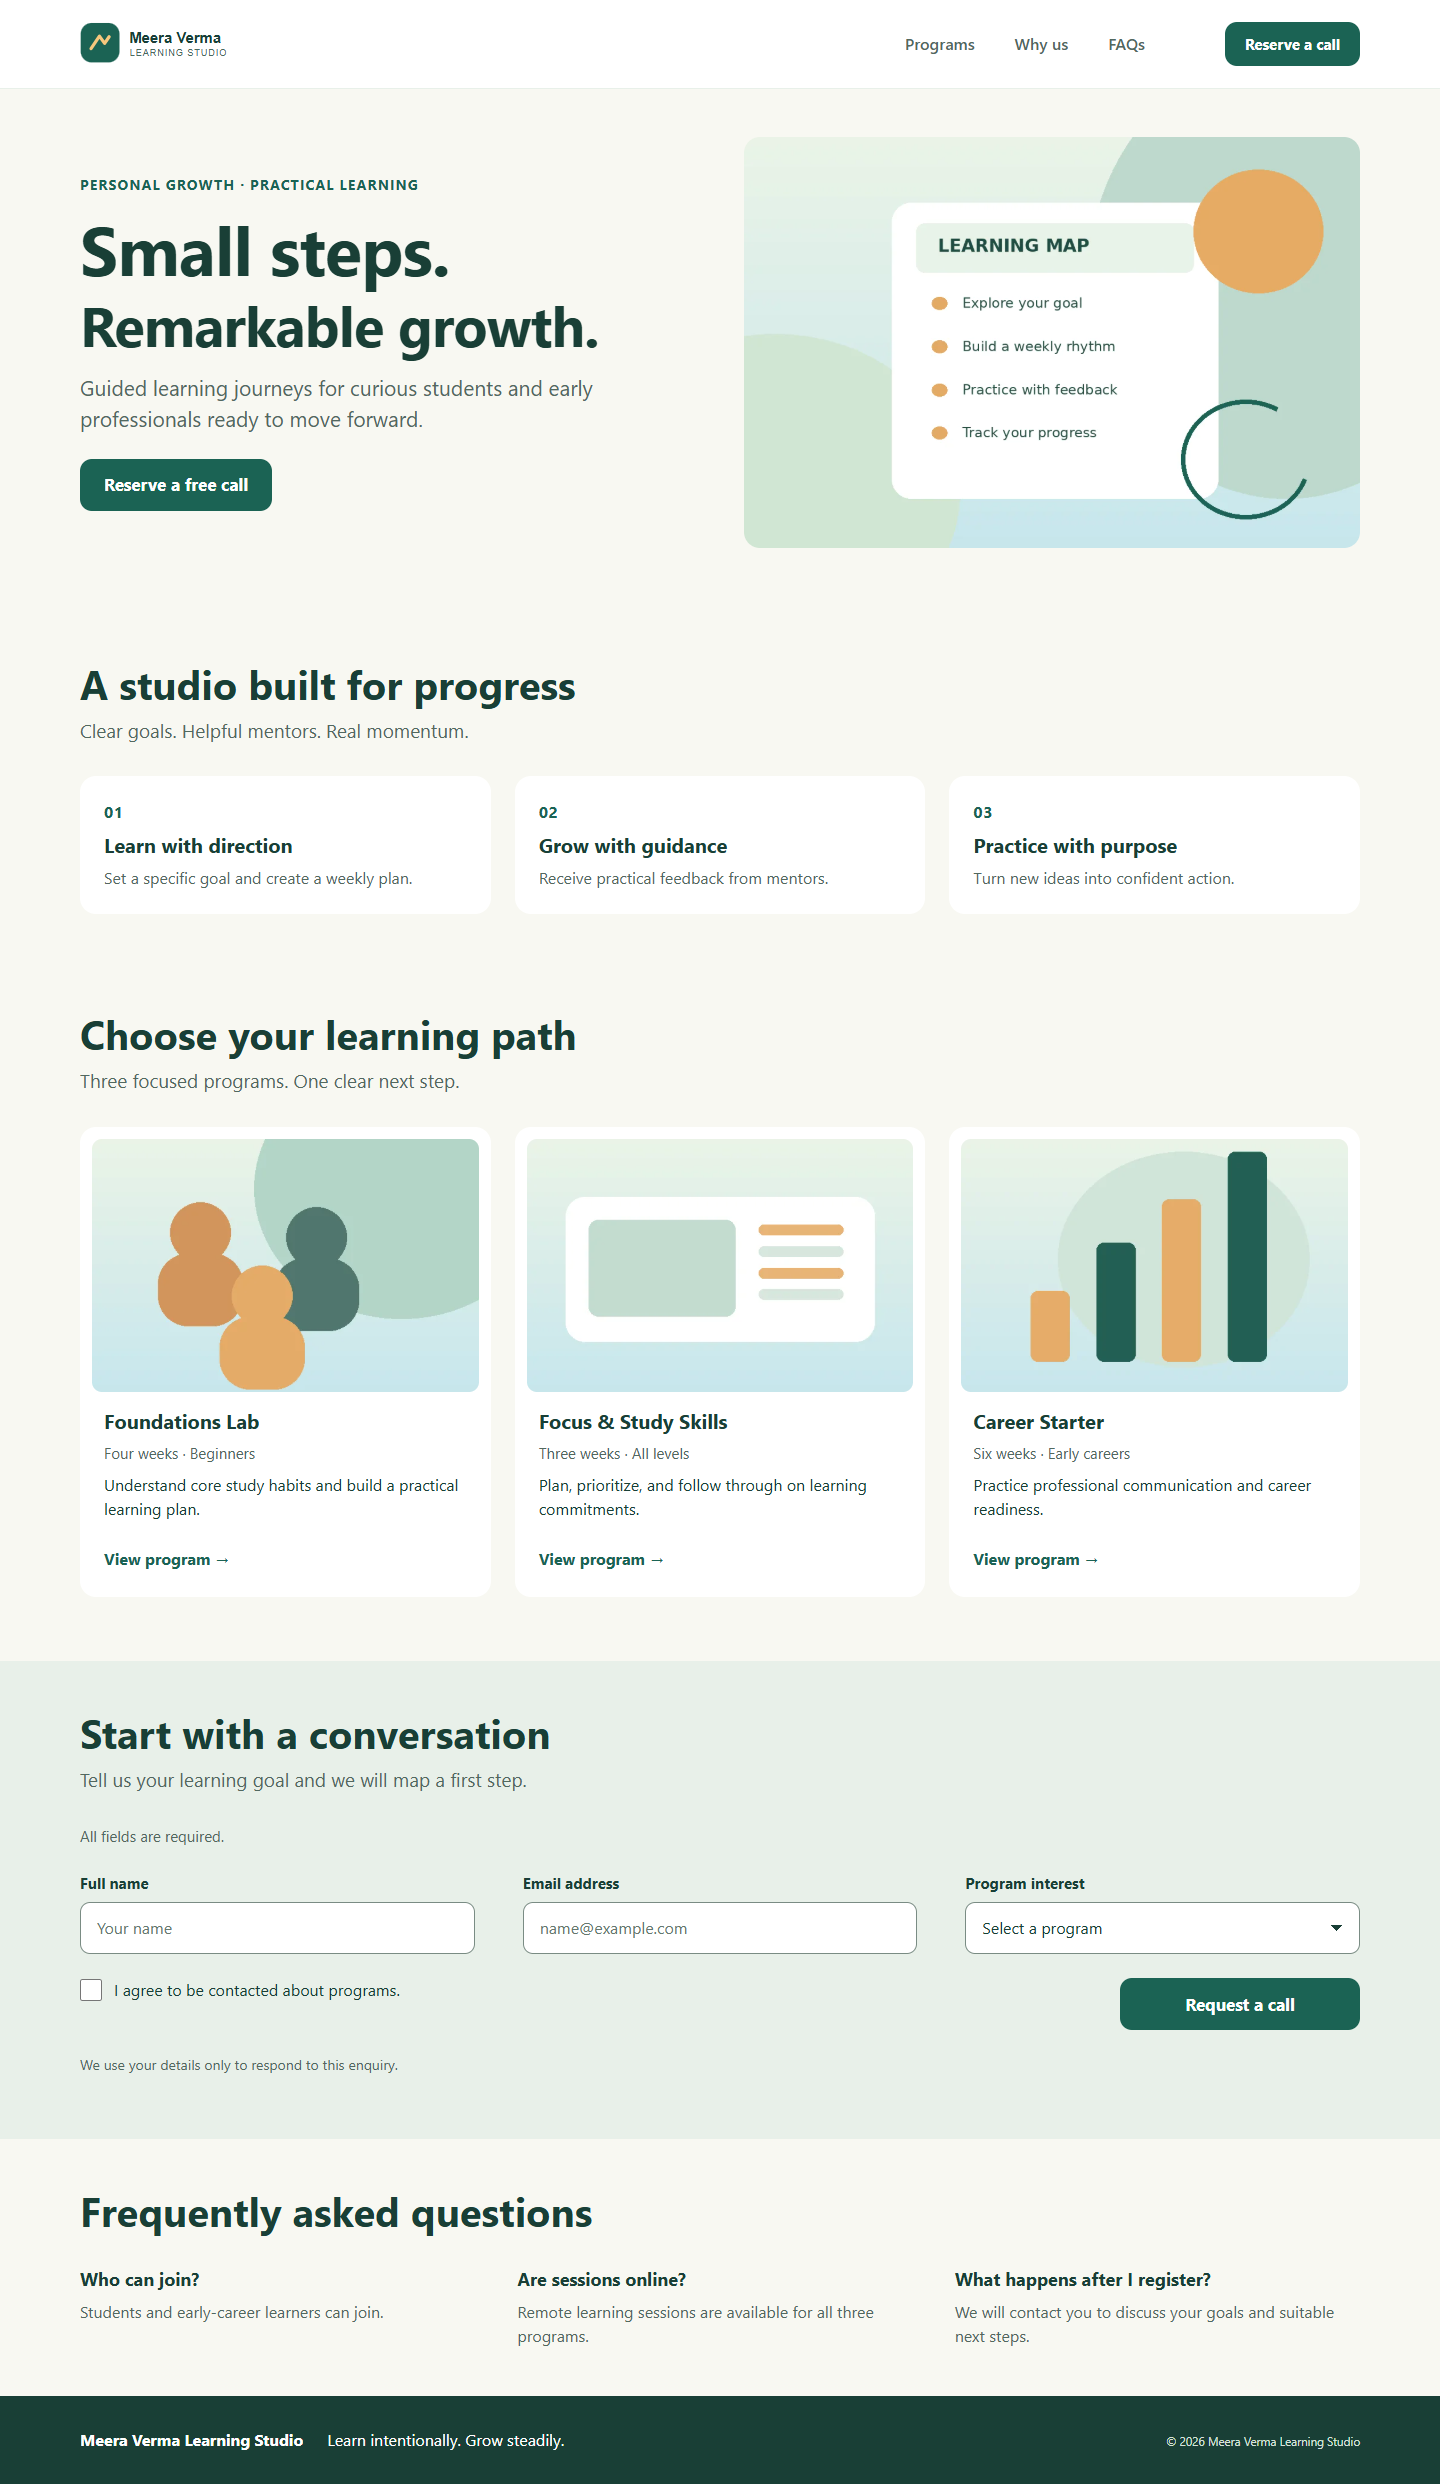 Meera Verma
LEARNING STUDIO
Programs
Why us
FAQs
Reserve a call
PERSONAL GROWTH · PRACTICAL LEARNING
Small steps.
Remarkable growth.
Guided learning journeys for curious students and early
professionals ready to move forward.
Reserve a free call
LEARNING MAP
Explore your goal
Build a weekly rhythm
Practice with feedback
Track your progress
A studio built for progress
Clear goals. Helpful mentors. Real momentum.
01
Learn with direction
Set a specific goal and create a weekly plan.
02
Grow with guidance
Receive practical feedback from mentors.
03
Practice with purpose
Turn new ideas into confident action.
Choose your learning path
Three focused programs. One clear next step.
Foundations Lab
Four weeks · Beginners
Understand core study habits and build a practical
learning plan.
View program →
Focus & Study Skills
Three weeks · All levels
Plan, prioritize, and follow through on learning
commitments.
View program →
Career Starter
Six weeks · Early careers
Practice professional communication and career
readiness.
View program →
Start with a conversation
Tell us your learning goal and we will map a first step.
All fields are required.
Full name
Your name
Email address
name@example.com
Program interest
Select a program
I agree to be contacted about programs.
Request a call
We use your details only to respond to this enquiry.
Frequently asked questions
Who can join?
Students and early-career learners can join.
Are sessions online?
Remote learning sessions are available for all three
programs.
What happens after I register?
We will contact you to discuss your goals and suitable
next steps.
Meera Verma Learning Studio
Learn intentionally. Grow steadily.
© 2026 Meera Verma Learning Studio